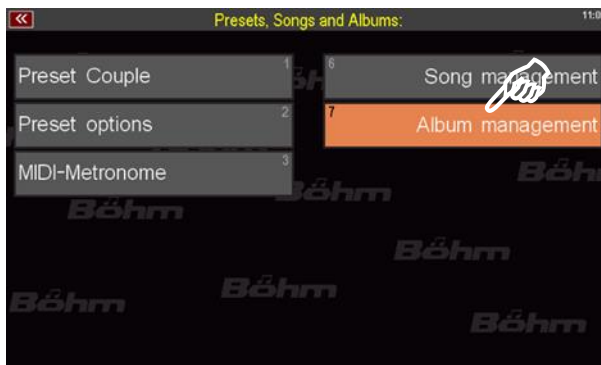 Presets, Songs and Albums:
11:0
Preset Couple 1
6 Song management
Preset options 2
7 Album management
MIDI-Metronome 3
Böhm
Böhm
Böhm
Böhm
Böhm
Böhm
Böhm